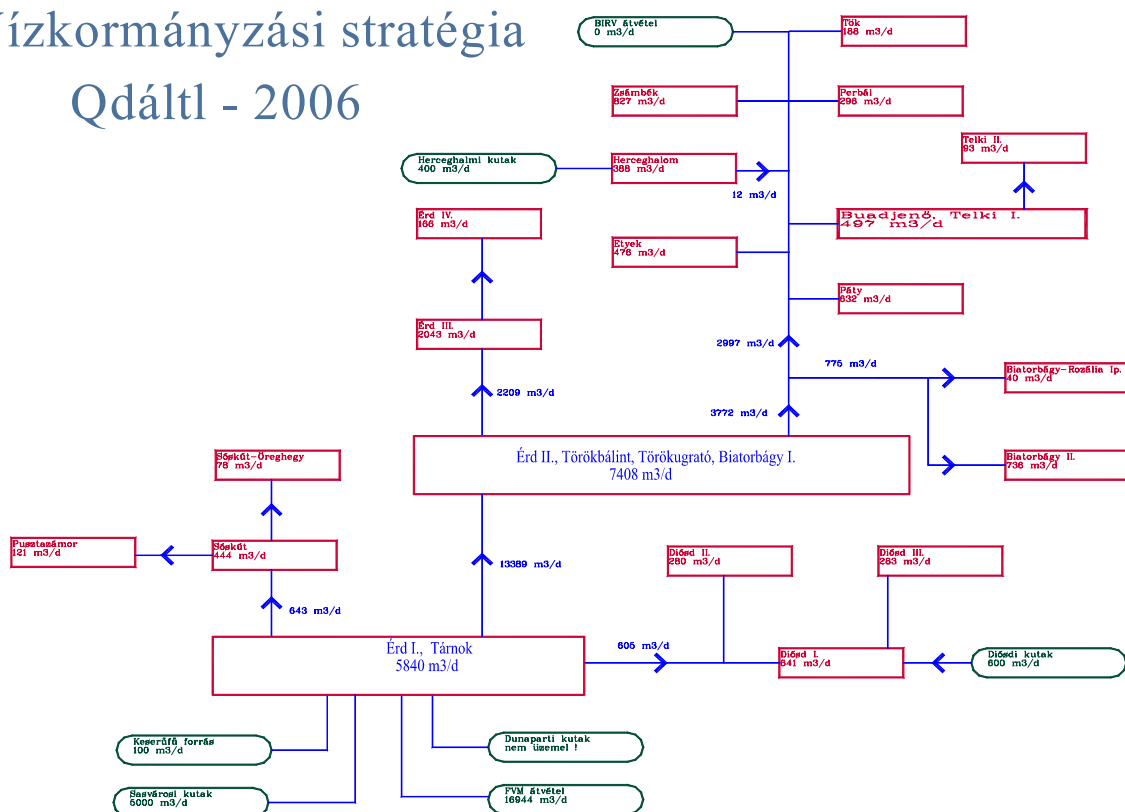 Vízkormányzási stratégia
Qdáltl - 2006
BIRV átvétel
0 m3/d
Tök
188 m3/d
Zsámbék
827 m3/d
Perbál
296 m3/d
Telki II.
93 m3/d
Herceghalmi kutak
400 m3/d
Herceghalom
388 m3/d
12 m3/d
Érd IV.
166 m3/d
Buadjenő, Telki I.
497 m3/d
Etyek
476 m3/d
Páty
632 m3/d
Érd III.
2043 m3/d
2997 m3/d
775 m3/d
Biatorbágy-Rozália Ip.
40 m3/d
2209 m3/d
3772 m3/d
Érd II., Törökbálint, Törökugrató, Biatorbágy I.
7408 m3/d
Sóskút-Öreghegy
78 m3/d
Biatorbágy II.
736 m3/d
Pusztazámor
121 m3/d
Sóskút
444 m3/d
Diósd II.
280 m3/d
Diósd III.
283 m3/d
13389 m3/d
643 m3/d
Érd I., Tárnok
5840 m3/d
605 m3/d
Diósd I.
641 m3/d
Diósdi kutak
600 m3/d
Keserűfű forrás
100 m3/d
Dunaparti kutak
nem üzemel !
Sasvárosi kutak
5000 m3/d
FVM átvétel
16944 m3/d